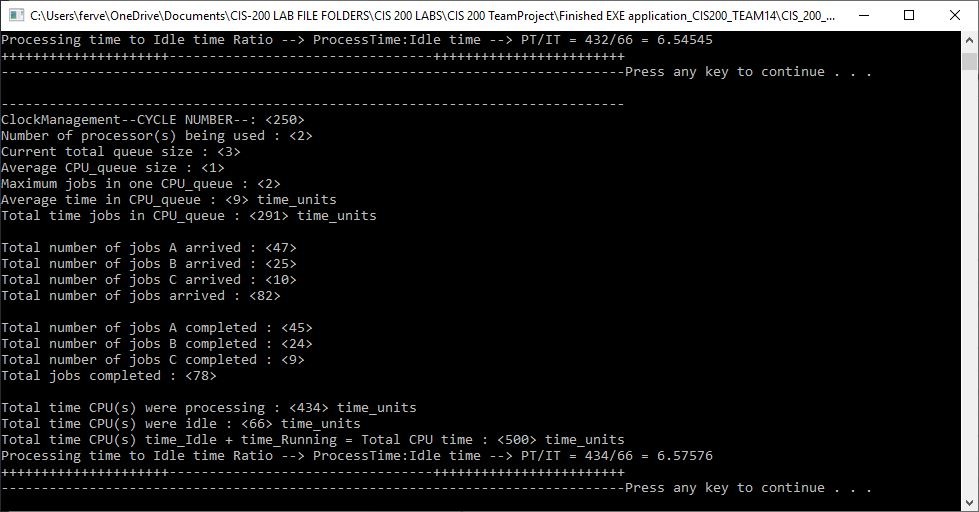 C:\Users\ferve\OneDrive\Documents\CIS-200 LAB FILE FOLDERS\CIS 200 LABS\CIS 200 TeamProject\Finished EXE application_CIS200_TEAM14\CIS_200_...
Processing time to Idle time Ratio --> ProcessTime:Idle time --> PT/IT = 432/66 = 6.54545
+++++++++++++++++++++---------------------------------++++++++++++++++++++++++
------------------------------------------------------------------------------Press any key to continue . . .
------------------------------------------------------------------------------
ClockManagement--CYCLE NUMBER--: <250>
Number of processor(s) being used : <2>
Current total queue size : <3>
Average CPU_queue size : <1>
Maximum jobs in one CPU_queue : <2>
Average time in CPU_queue : <9> time_units
Total time jobs in CPU_queue : <291> time_units
Total number of jobs A arrived : <47>
Total number of jobs B arrived : <25>
Total number of jobs C arrived : <10>
Total number of jobs arrived : <82>
Total number of jobs A completed : <45>
Total number of jobs B completed : <24>
Total number of jobs C completed : <9>
Total jobs completed : <78>
Total time CPU(s) were processing : <434> time_units
Total time CPU(s) were idle : <66> time_units
Total time CPU(s) time_Idle + time_Running = Total CPU time : <500> time_units
Processing time to Idle time Ratio --> ProcessTime:Idle time --> PT/IT = 434/66 = 6.57576
+++++++++++++++++++++---------------------------------++++++++++++++++++++++++
------------------------------------------------------------------------------Press any key to continue . . .